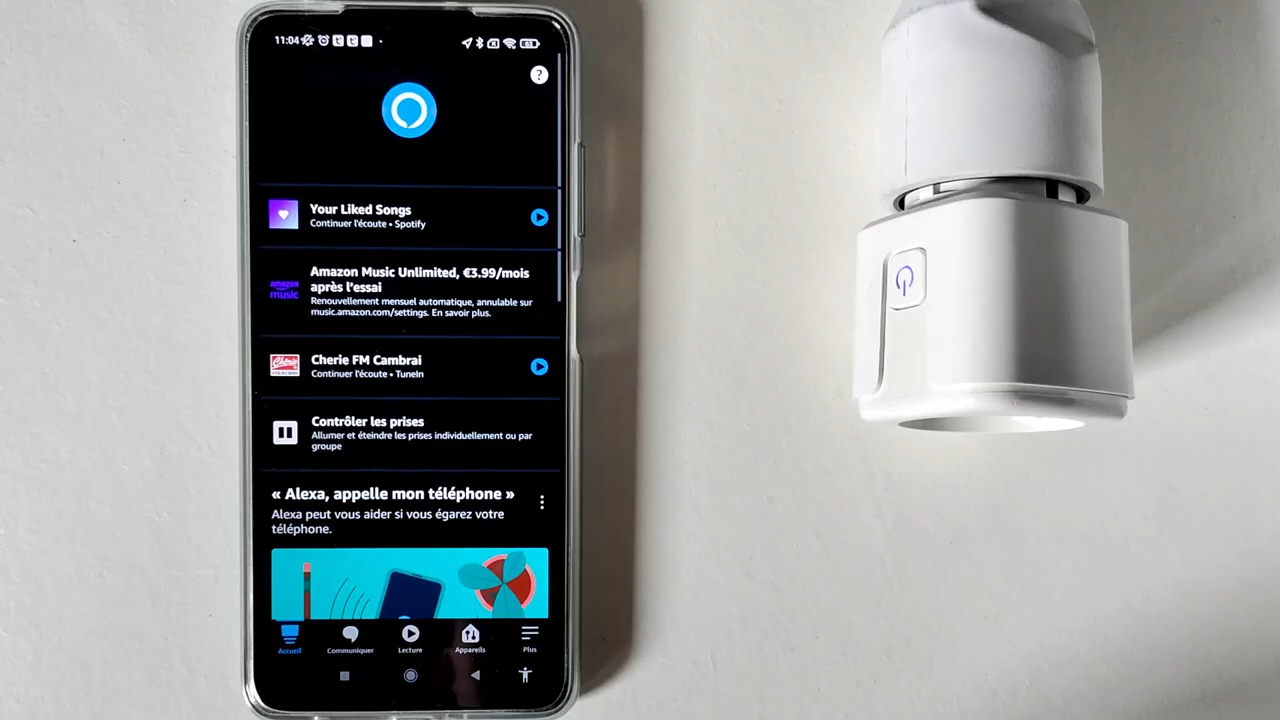 11:04
63
?
Your Liked Songs
Continuer l'écoute • Spotify
amazon
music
Amazon Music Unlimited, €3.99/mois
après l'essai
Renouvellement mensuel automatique, annulable sur
music.amazon.com/settings. En savoir plus.
Cherie FM Cambrai
Continuer l'écoute • TuneIn
Contrôler les prises
Allumer et éteindre les prises individuellement ou par
groupe
« Alexa, appelle mon téléphone »
Alexa peut vous aider si vous égarez votre
téléphone.
Accueil
Communiquer
Lecture
Appareils
Plus